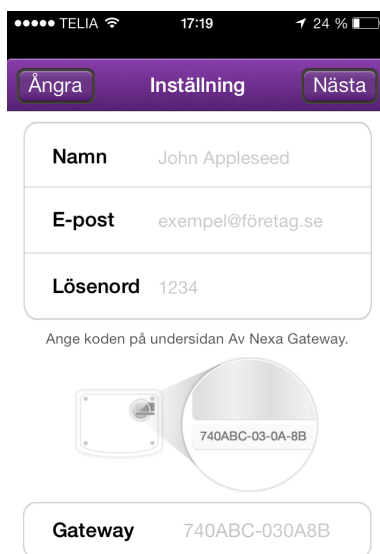 TELIA 17:19 24 %
Ångra Inställning Nästa
Namn John Appleseed
E-post exempel@företag.se
Lösenord 1234
Ange koden på undersidan Av Nexa Gateway.
740ABC-03-0A-8B
Gateway 740ABC-030A8B